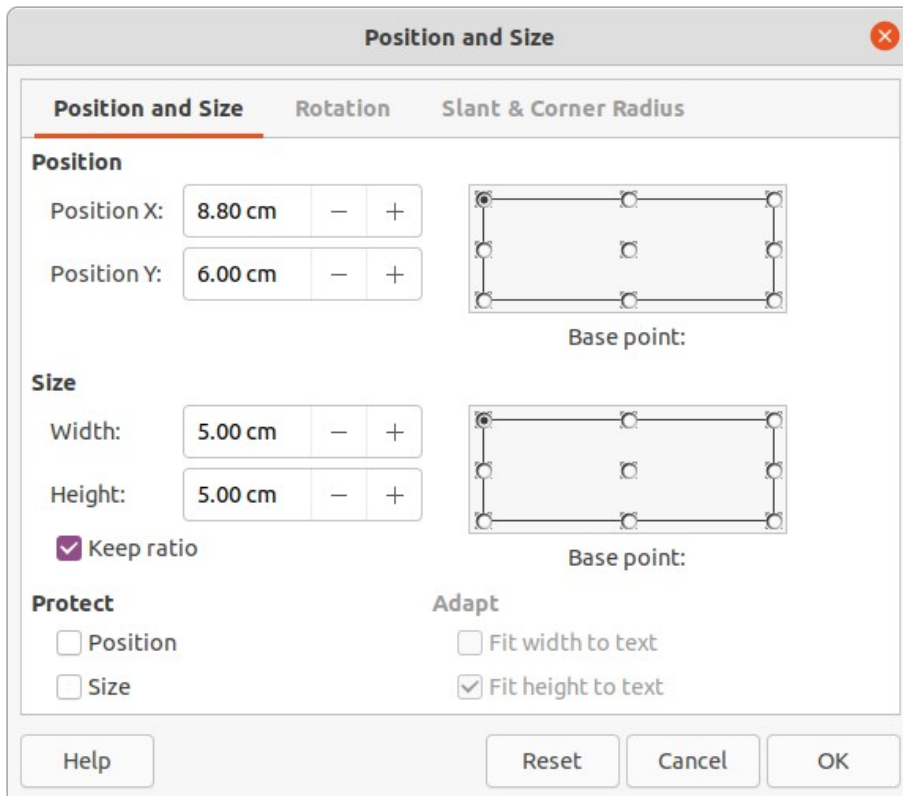 Position and Size
Position and Size Rotation Slant & Corner Radius
Position
Position X: 8.80 cm − +
Position Y: 6.00 cm − +
Base point:
Size
Width: 5.00 cm − +
Height: 5.00 cm − +
Keep ratio
Base point:
Protect Adapt
Position Fit width to text
Size Fit height to text
Help Reset Cancel OK